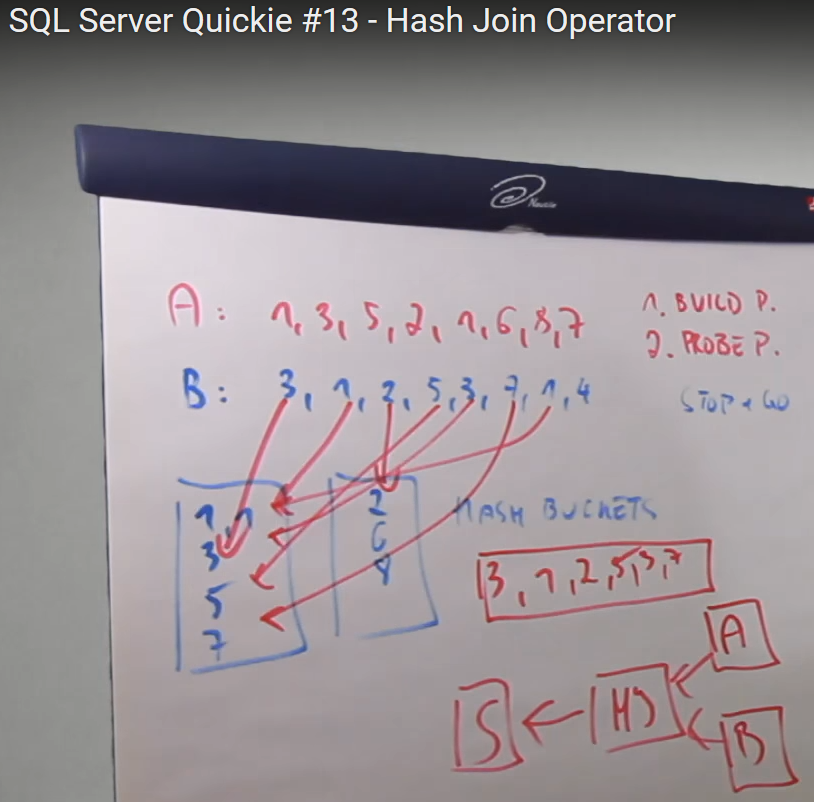 SQL Server Quickie #13 - Hash Join Operator
Nautile
A: 1, 3, 5, 2, 1, 6, 8, 7
1. BUILD P.
2. PROBE P.
B: 3, 1, 2, 5, 3, 7, 1, 4
STOP & GO
1, 1
3
5
7
2
6
8
HASH BUCKETS
3, 1, 2, 5, 3, 7
A
S
HJ
B